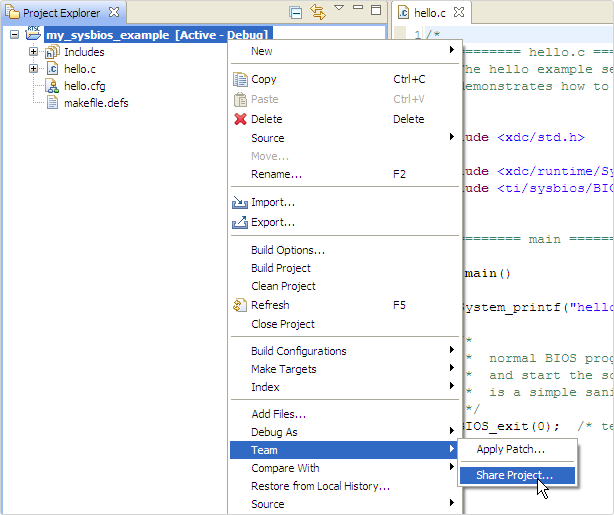 Project Explorer
my_sysbios_example [Active - Debug]
Includes
hello.c
hello.cfg
makefile.defs
New
Copy Ctrl+C
Paste Ctrl+V
Delete Delete
Source
Move...
Rename... F2
Import...
Export...
Build Options...
Build Project
Clean Project
Refresh F5
Close Project
Build Configurations
Make Targets
Index
Add Files...
Debug As
Team
Compare With
Restore from Local History...
Source
Apply Patch...
Share Project...
hello.c
1 /*
======== hello.c ===
The hello example se
demonstrates how to
ude <xdc/std.h>
ude <xdc/runtime/Sy
ude <ti/sysbios/BIO
======== main ======
main()
System_printf("hello
*
* normal BIOS prog
* and start the sc
* is a simple sani
*/
BIOS_exit(0); /* te